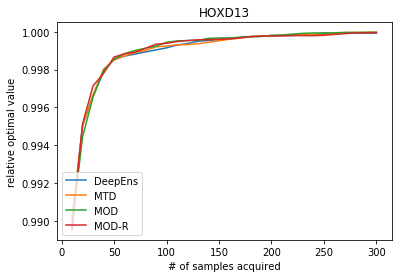 HOXD13
relative optimal value
1.000
0.998
0.996
0.994
0.992
0.990
DeepEns
MTD
MOD
MOD-R
0 50 100 150 200 250 300
# of samples acquired